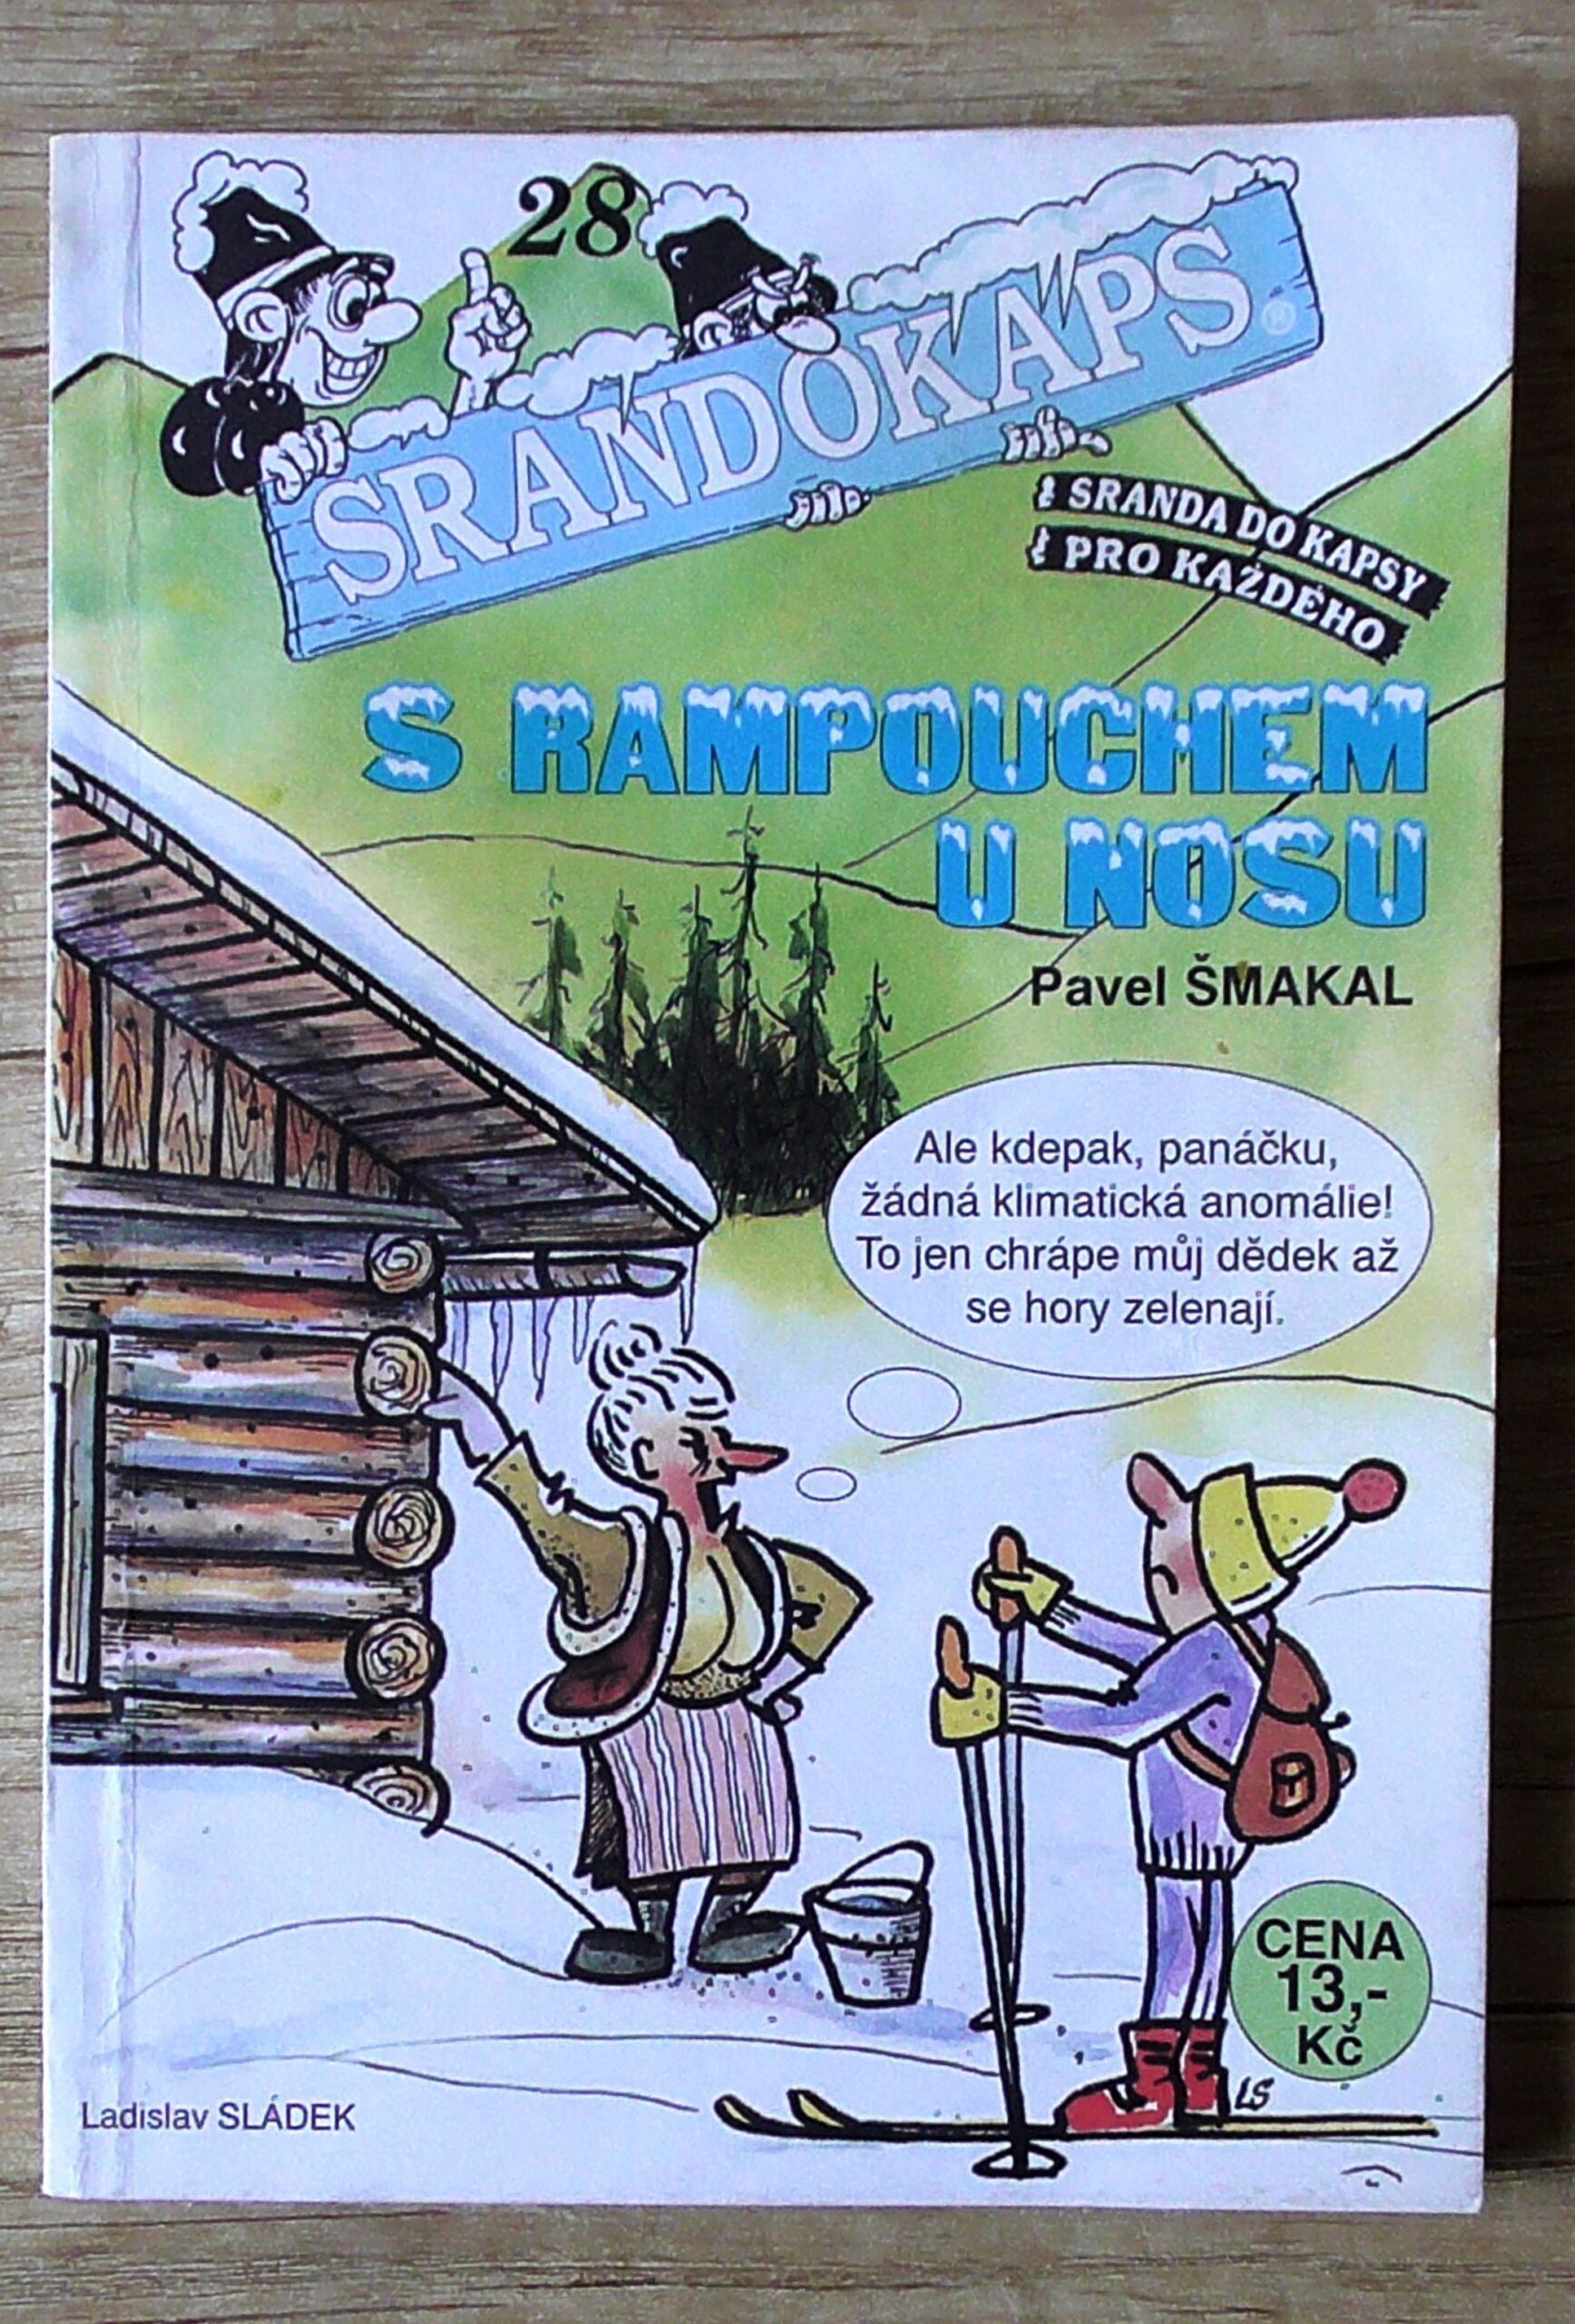 28
SRANDOKAPS®
SRANDA DO KAPSY
PRO KAŽDÉHO
S RAMPOUCHEM
U NOSU
Pavel ŠMAKAL
Ale kdepak, panáčku,
žádná klimatická anomálie!
To jen chrápe můj dědek až
se hory zelenají.
CENA
13,-
Kč
LS
Ladislav SLÁDEK